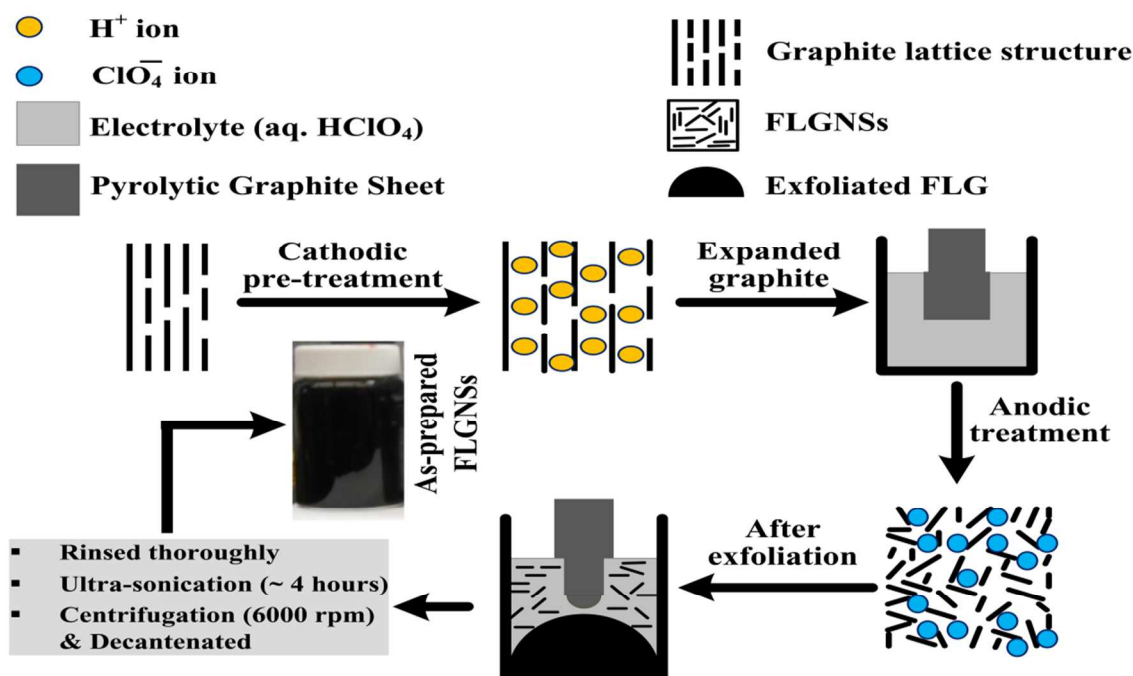 H⁺ ion
ClO₄⁻ ion
Electrolyte (aq. HClO₄)
Pyrolytic Graphite Sheet
Graphite lattice structure
FLGNSs
Exfoliated FLG
Cathodic
pre-treatment
Expanded
graphite
Anodic
treatment
After
exfoliation
▪ Rinsed thoroughly
▪ Ultra-sonication (~ 4 hours)
▪ Centrifugation (6000 rpm)
& Decantenated
As-prepared
FLGNSs